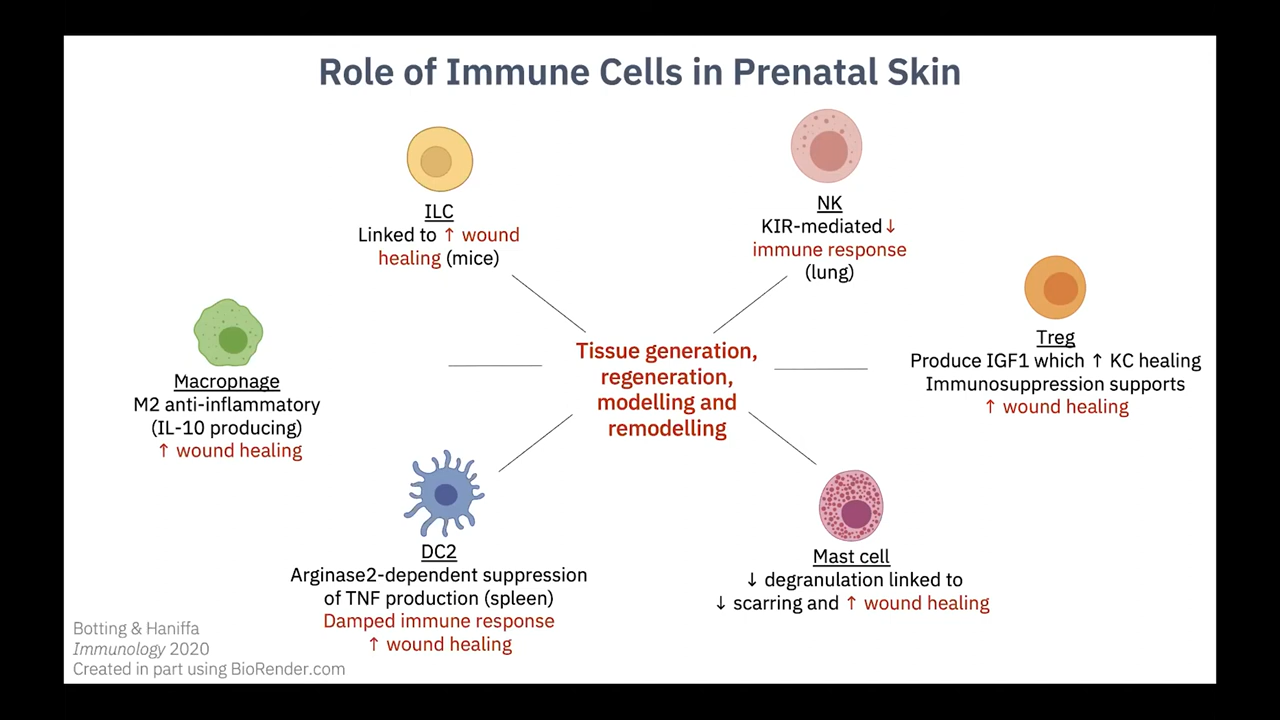 Role of Immune Cells in Prenatal Skin
ILC
Linked to ↑ wound
healing (mice)
NK
KIR-mediated ↓
immune response
(lung)
Treg
Produce IGF1 which ↑ KC healing
Immunosuppression supports
↑ wound healing
Tissue generation,
regeneration,
modelling and
remodelling
Macrophage
M2 anti-inflammatory
(IL-10 producing)
↑ wound healing
DC2
Arginase2-dependent suppression
of TNF production (spleen)
Damped immune response
↑ wound healing
Mast cell
↓ degranulation linked to
↓ scarring and ↑ wound healing
Botting & Haniffa
Immunology 2020
Created in part using BioRender.com